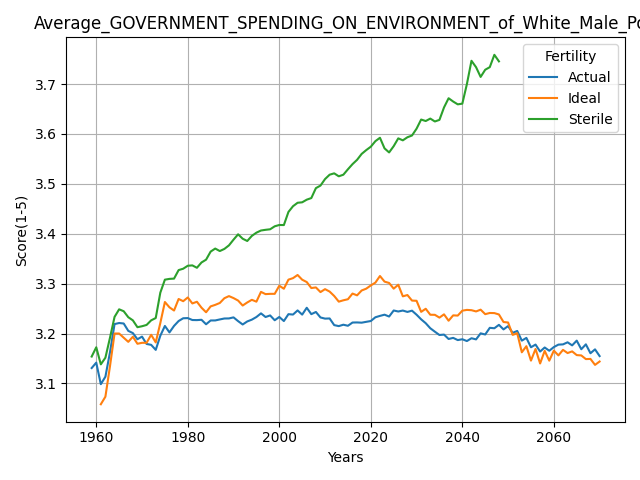 Average_GOVERNMENT_SPENDING_ON_ENVIRONMENT_of_White_Male_Po
Fertility
Actual
Ideal
Sterile
Score(1-5)
3.7
3.6
3.5
3.4
3.3
3.2
3.1
1960 1980 2000 2020 2040 2060
Years